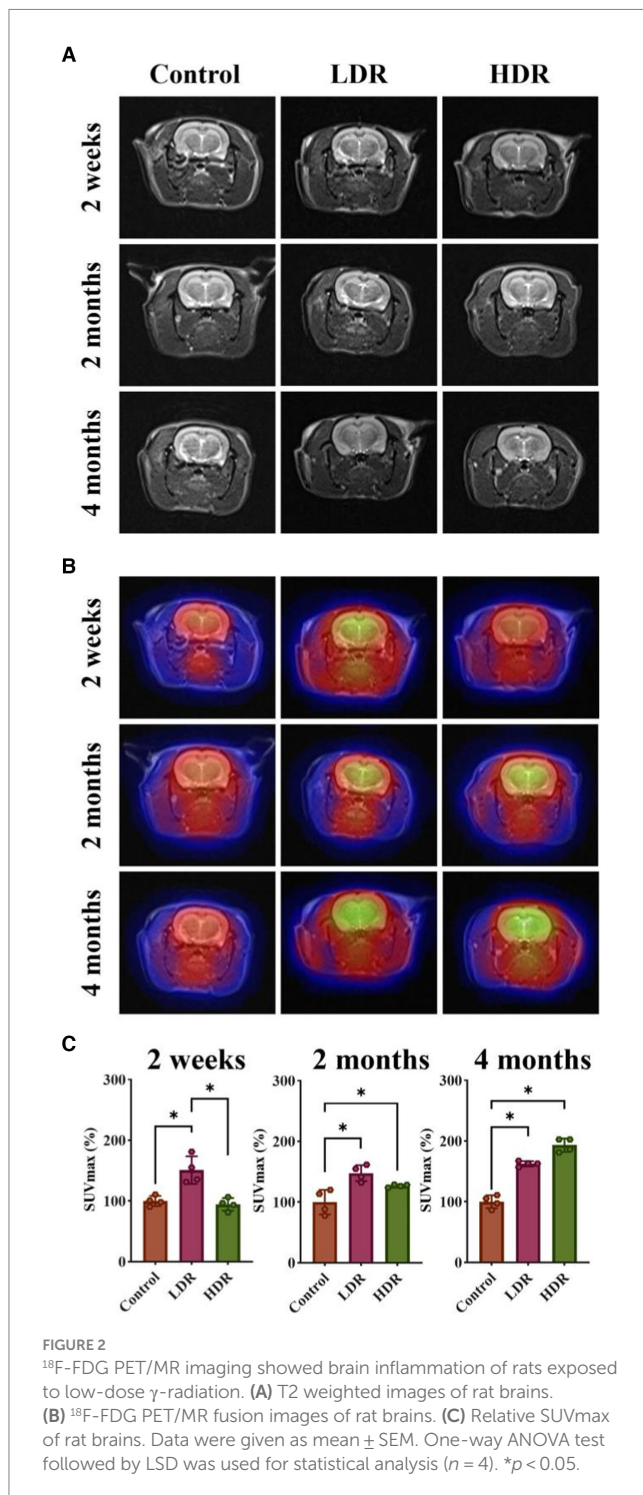 A
Control LDR HDR
2 weeks
2 months
4 months
B
2 weeks
2 months
4 months
C
2 weeks 2 months 4 months
SUVmax (%)
300
200
100
0
* *
Control LDR HDR
SUVmax (%)
300
200
100
0
*
*
Control LDR HDR
SUVmax (%)
300
200
100
0
*
*
Control LDR HDR
FIGURE 2
¹⁸F-FDG PET/MR imaging showed brain inflammation of rats exposed
to low-dose γ-radiation. (A) T2 weighted images of rat brains.
(B) ¹⁸F-FDG PET/MR fusion images of rat brains. (C) Relative SUVmax
of rat brains. Data were given as mean ± SEM. One-way ANOVA test
followed by LSD was used for statistical analysis (n = 4). *p < 0.05.